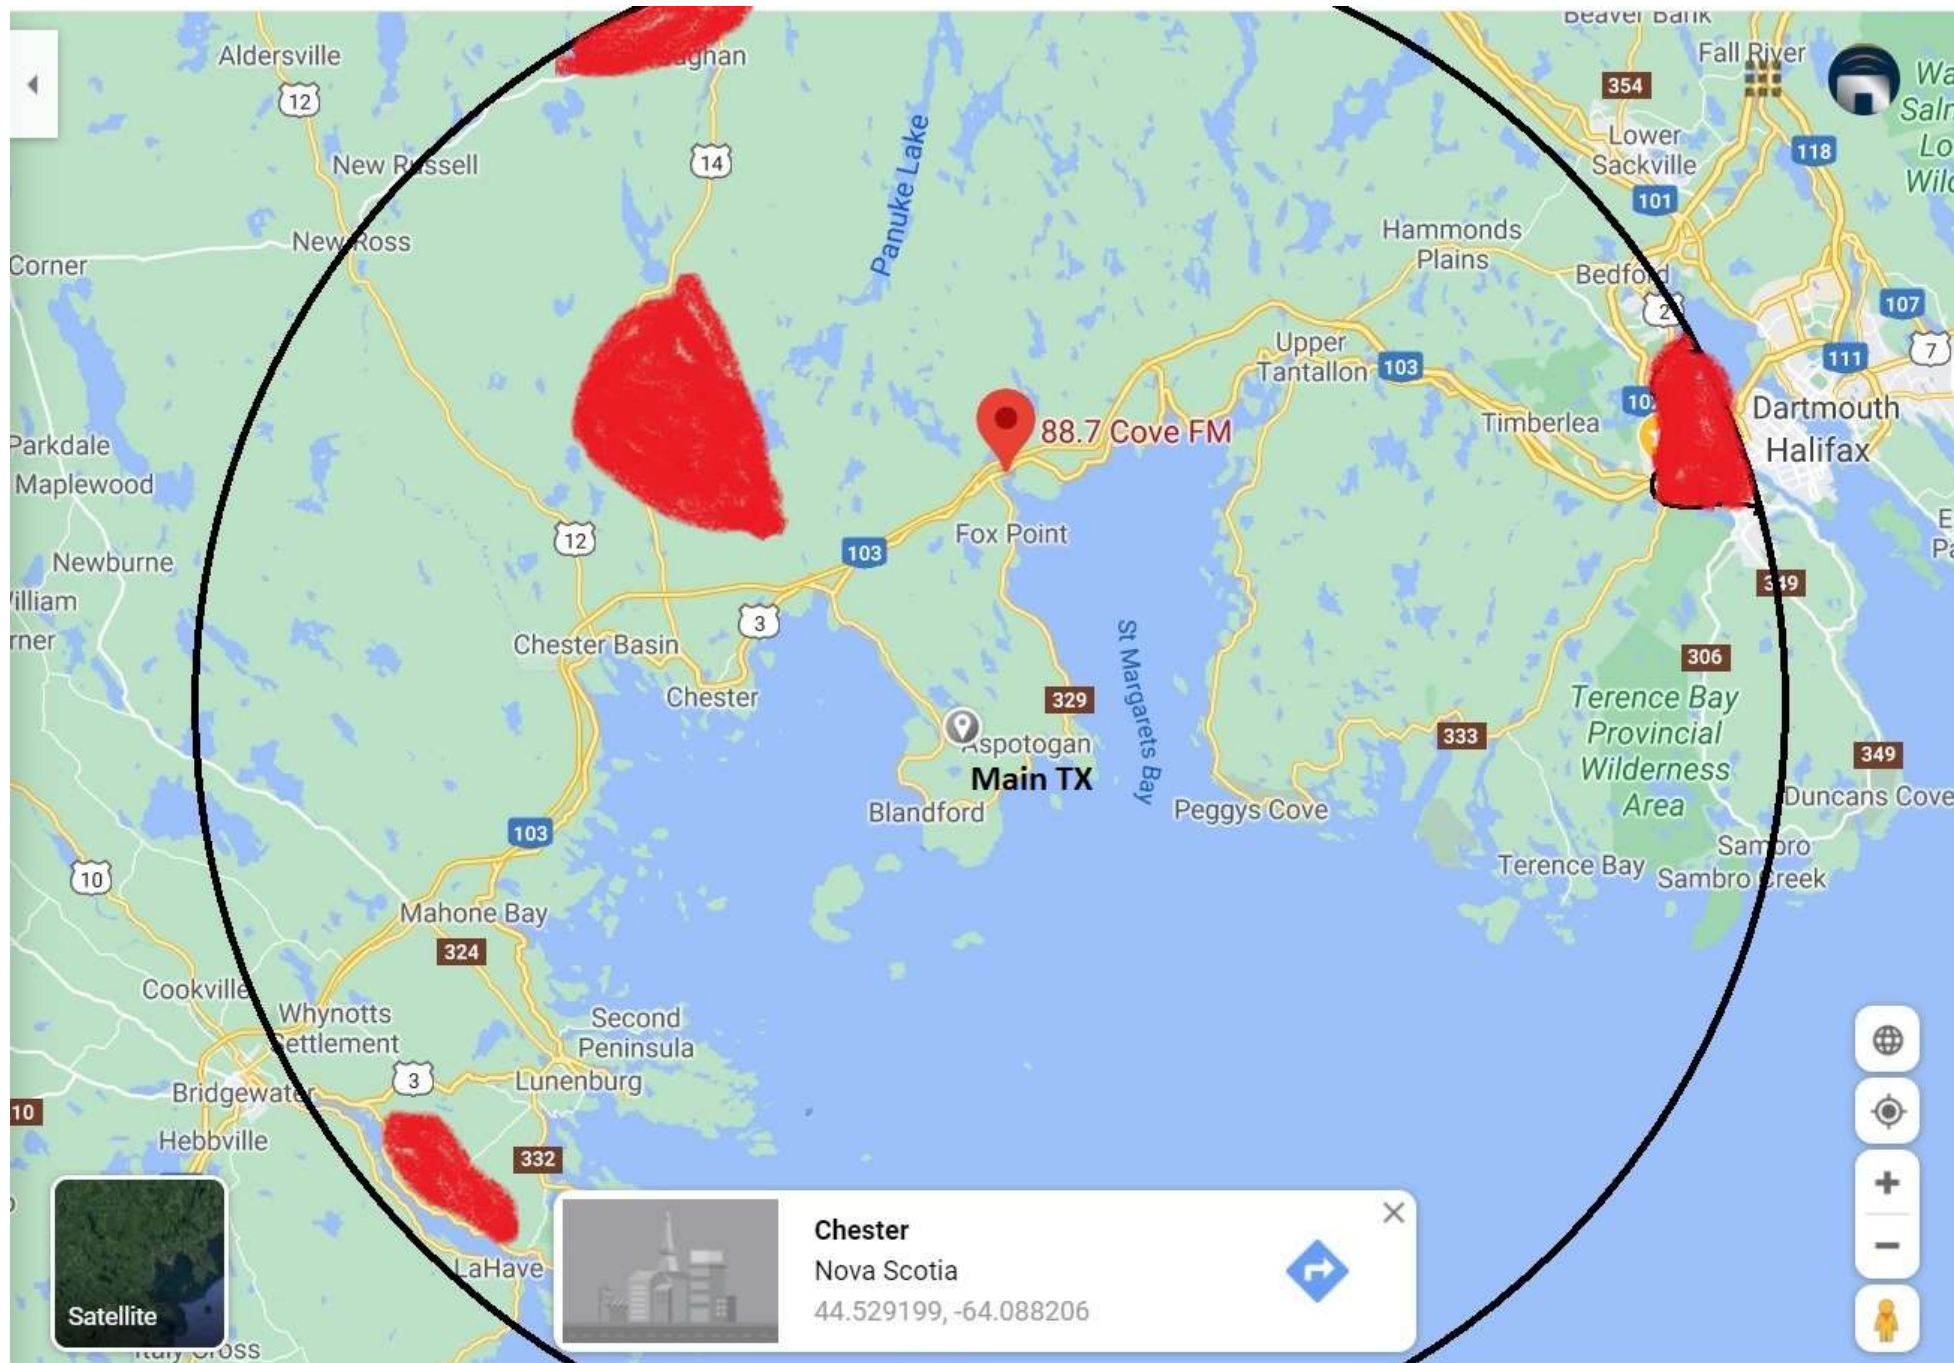 Beaver Bank
Aldersville
Fall River
12
354
14
Lower
Sackville
118
New Russell
101
Panuke Lake
New Ross
Hammonds
Plains
Corner
Bedford
2
107
Upper
Tantallon
103
111
7
Timberlea
Dartmouth
Halifax
88.7 Cove FM
Parkdale
Maplewood
12
Fox Point
103
Newburne
349
3
Chester Basin
306
St Margarets Bay
Chester
329
Terence Bay
Provincial
Wilderness
Area
333
Aspotogan
Main TX
349
Blandford
Peggys Cove
Duncans Cove
103
Sambro
Terence Bay
Sambro Creek
10
Mahone Bay
324
Cookville
Whynotts
Settlement
Second
Peninsula
3
Lunenburg
Bridgewater
10
Hebbville
332
LaHave
Satellite
Italy Cross
Chester
Nova Scotia
44.529199, -64.088206